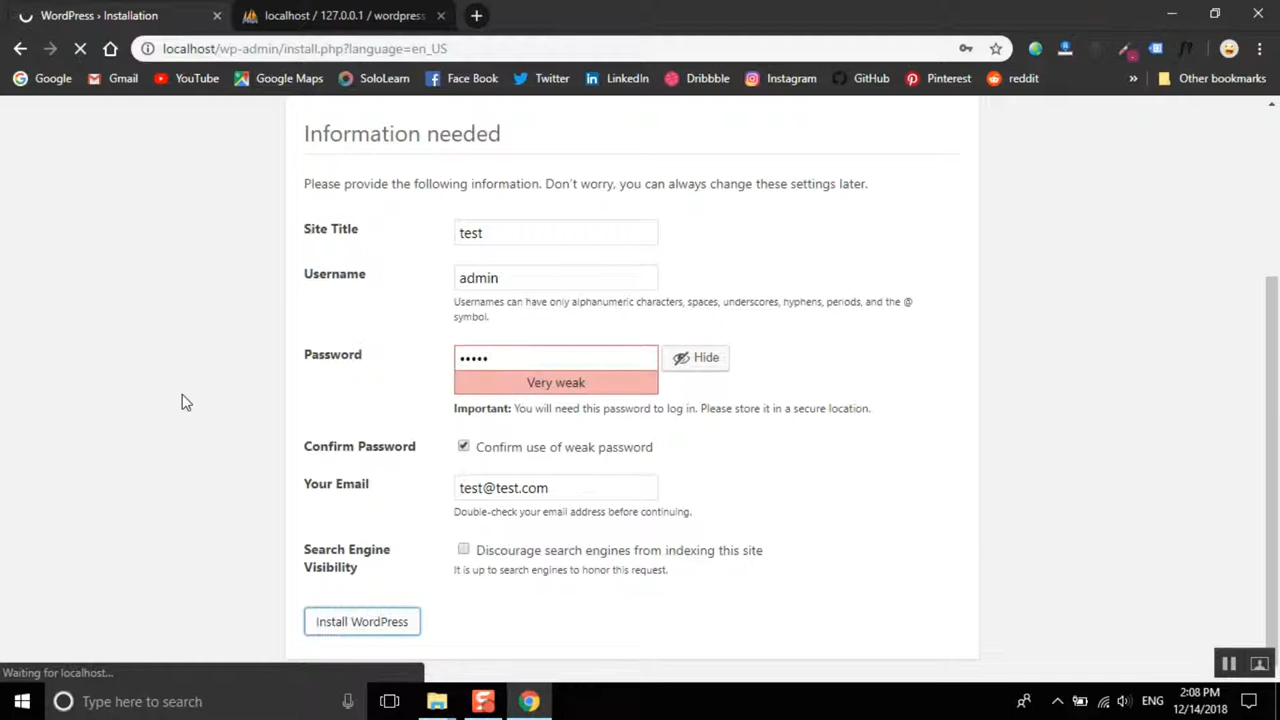 WordPress › Installation
localhost / 127.0.0.1 / wordpress
localhost/wp-admin/install.php?language=en_US
Google Gmail YouTube Google Maps SoloLearn Face Book Twitter LinkedIn Dribbble Instagram GitHub Pinterest reddit » Other bookmarks
Information needed
Please provide the following information. Don't worry, you can always change these settings later.
Site Title test
Username admin
Usernames can have only alphanumeric characters, spaces, underscores, hyphens, periods, and the @
symbol.
Password ••••• Hide
Very weak
Important: You will need this password to log in. Please store it in a secure location.
Confirm Password Confirm use of weak password
Your Email test@test.com
Double-check your email address before continuing.
Search Engine
Visibility
Discourage search engines from indexing this site
It is up to search engines to honor this request.
Install WordPress
Waiting for localhost...
Type here to search
ENG
2:08 PM
12/14/2018